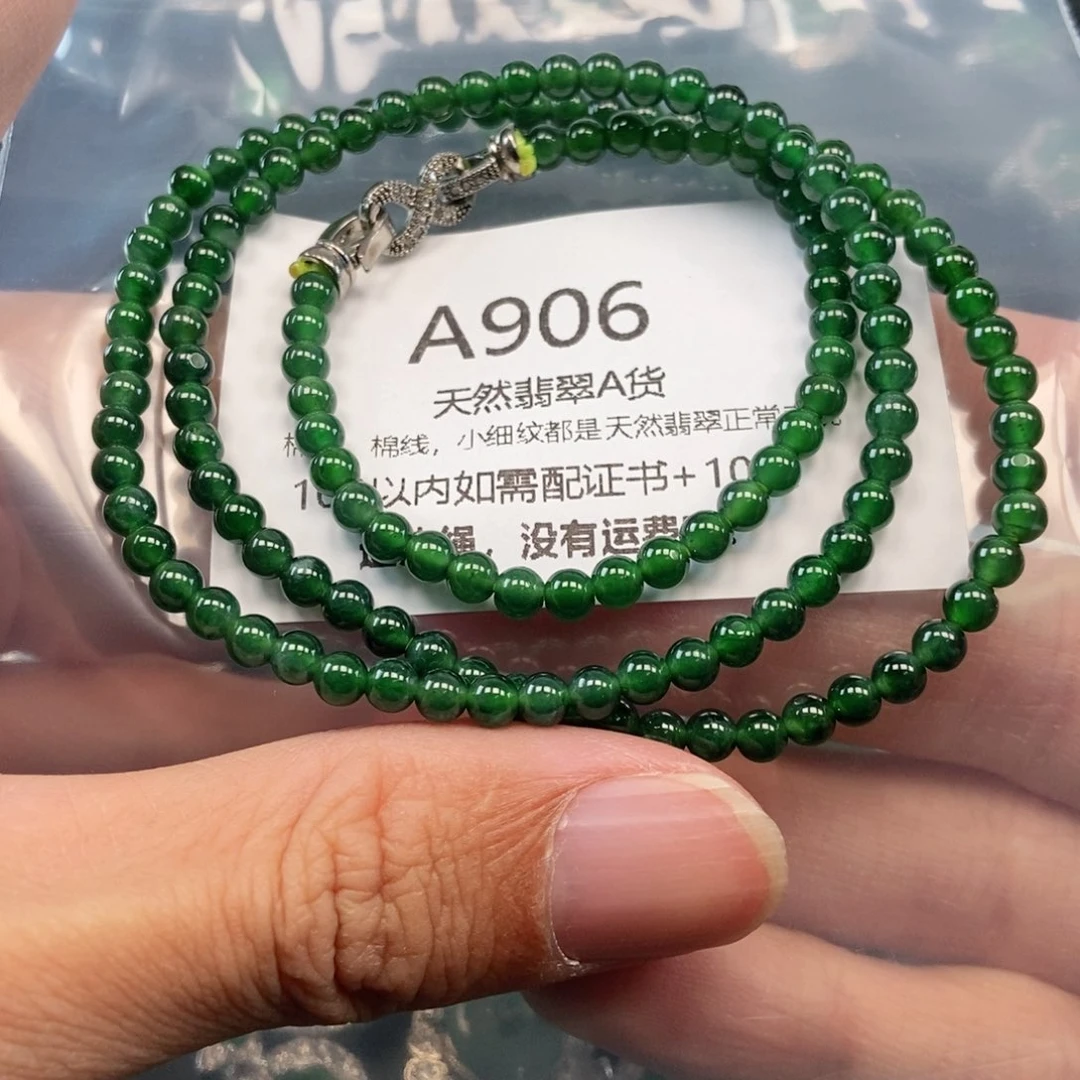 A906
天然翡翠A货
棉线，小细纹都是天然翡翠正常
以内如需配证书+10
绳，没有运费